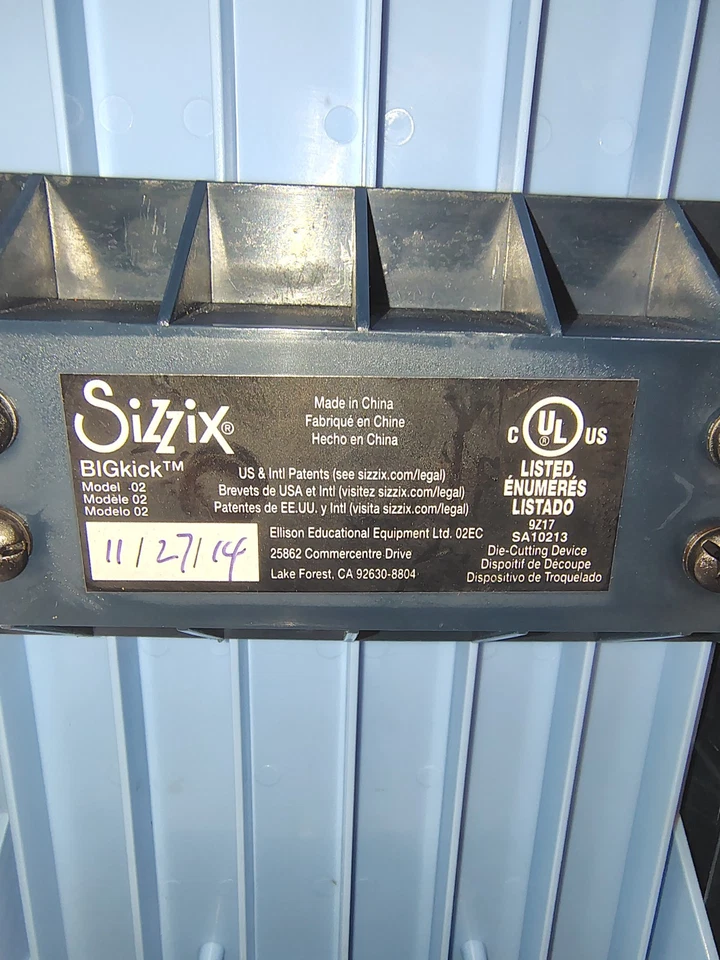 Sizzix®
BIGkick™
Model 02
Modèle 02
Modelo 02
11/27/14
Made in China
Fabriqué en Chine
Hecho en China
US & Intl Patents (see sizzix.com/legal)
Brevets de USA et Intl (visitez sizzix.com/legal)
Patentes de EE.UU. y Intl (visita sizzix.com/legal)
Ellison Educational Equipment Ltd. 02EC
25862 Commercentre Drive
Lake Forest, CA 92630-8804
C UL® US
LISTED
ÉNUMERÉS
LISTADO
9Z17
SA10213
Die-Cutting Device
Dispoitif de Découpe
Dispositivo de Troquelado